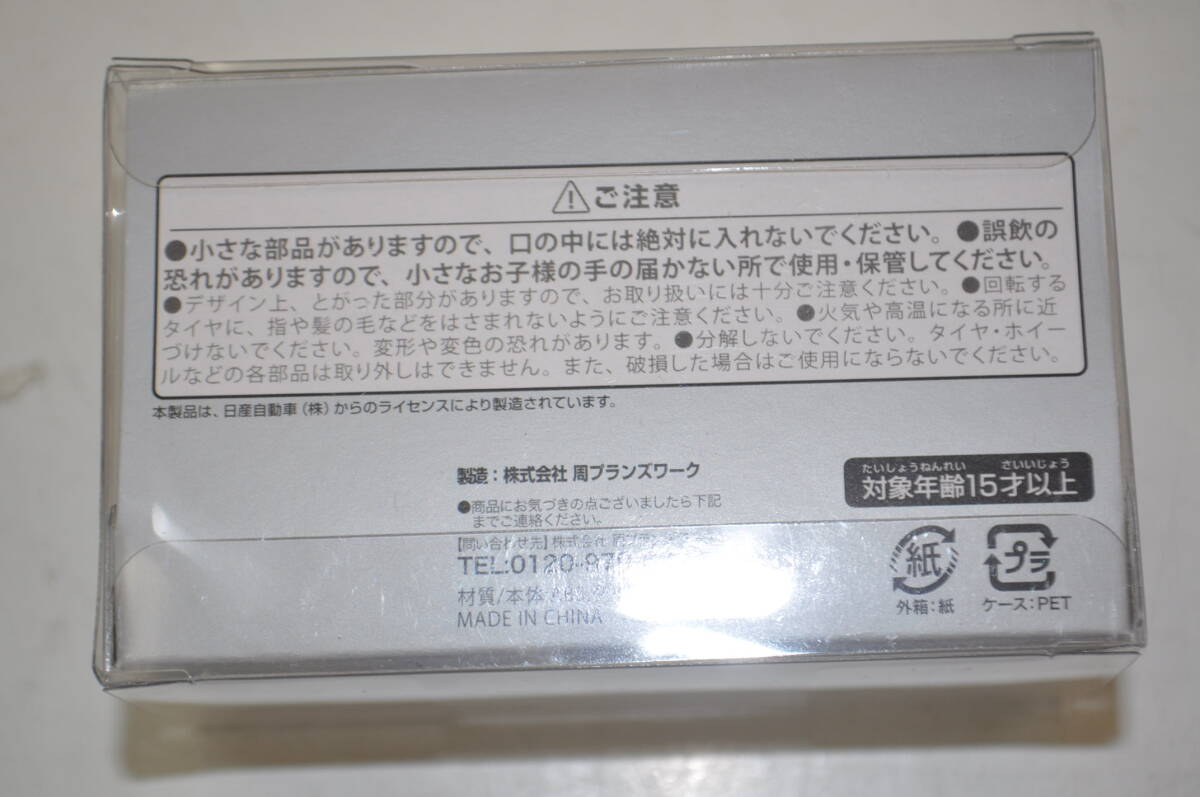 ご注意
●小さな部品がありますので、口の中には絶対に入れないでください。●誤飲の
恐れがありますので、小さなお子様の手の届かない所で使用・保管してください。
●デザイン上、とがった部分がありますので、お取り扱いには十分ご注意ください。●回転する
タイヤに、指や髪の毛などをはさまれないようにご注意ください。●火気や高温になる所に近
づけないでください。変形や変色の恐れがあります。●分解しないでください。タイヤ・ホイー
ルなどの各部品は取り外しはできません。また、破損した場合はご使用にならないでください。
本製品は、日産自動車(株)からのライセンスにより製造されています。
製造:株式会社 周プランズワーク
●商品にお気づきの点ございましたら下記
までご連絡ください。
【問い合わせ先】株式会社 周プラン
TEL:0120-97
材質/本体:ABS
MADE IN CHINA
たいしょうねんれい さいいじょう
対象年齢15才以上
紙
外箱:紙
プラ
ケース:PET